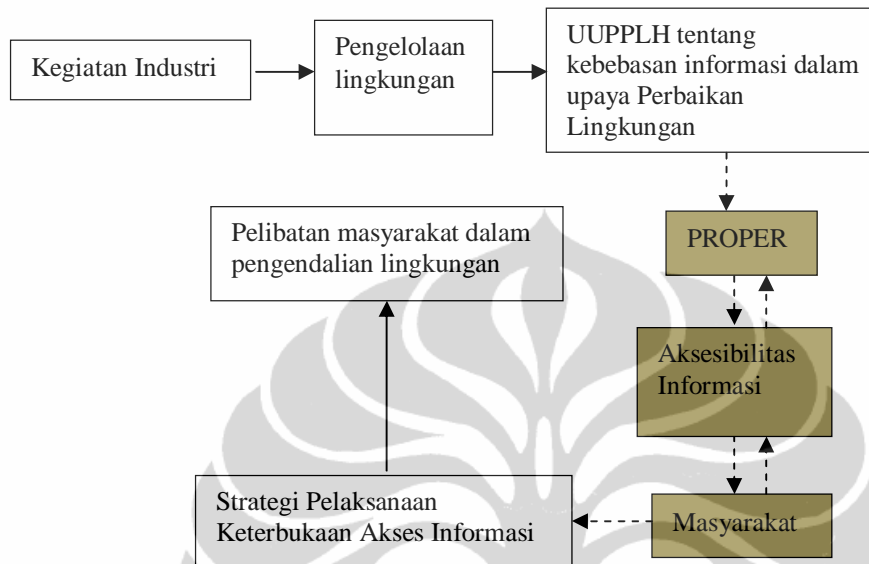 Kegiatan Industri
Pengelolaan
lingkungan
UUPPLH tentang
kebebasan informasi dalam
upaya Perbaikan
Lingkungan
PROPER
Pelibatan masyarakat dalam
pengendalian lingkungan
Aksesibilitas
Informasi
Strategi Pelaksanaan
Keterbukaan Akses Informasi
Masyarakat